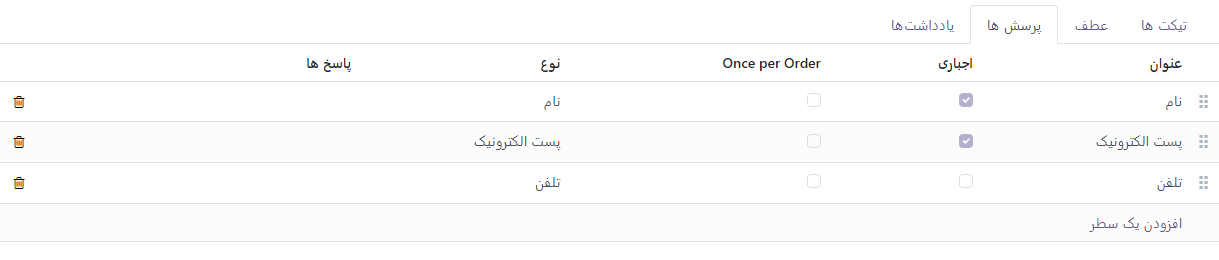 تیکت ها عطف پرسش ها یادداشت‌ها
عنوان اجباری Once per Order نوع پاسخ ها
نام نام
پست الکترونیک پست الکترونیک
تلفن تلفن
افزودن یک سطر